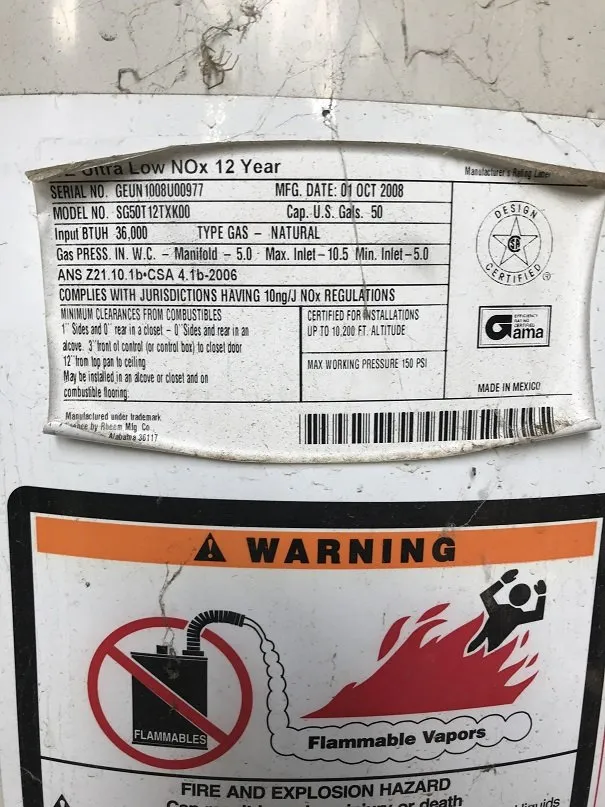 Ultra Low NOx 12 Year
Manufacturer's Rating Label
SERIAL NO. GEUN1008U00977 MFG. DATE: 01 OCT 2008
MODEL NO. SG50T12TXK00 Cap. U.S. Gals. 50
Input BTUH 36,000 TYPE GAS – NATURAL
Gas PRESS. IN. W.C. – Manifold – 5.0 Max. Inlet – 10.5 Min. Inlet – 5.0
ANS Z21.10.1b•CSA 4.1b-2006
COMPLIES WITH JURISDICTIONS HAVING 10ng/J NOx REGULATIONS
MINIMUM CLEARANCES FROM COMBUSTIBLES
1" Sides and 0" rear in a closet – 0" Sides and rear in an
alcove. 3" front of control (or control box) to closet door
12" from top pan to ceiling
May be installed in an alcove or closet and on
combustible flooring.
CERTIFIED FOR INSTALLATIONS
UP TO 10,200 FT. ALTITUDE
MAX WORKING PRESSURE 150 PSI
Manufactured under trademark
by Rheem Mfg Co
Alabama 36117
DESIGN
CERTIFIED
EFFICIENCY
RATING
CERTIFIED
Gama
MADE IN MEXICO
WARNING
FLAMMABLES
Flammable Vapors
FIRE AND EXPLOSION HAZARD
or death
liquids